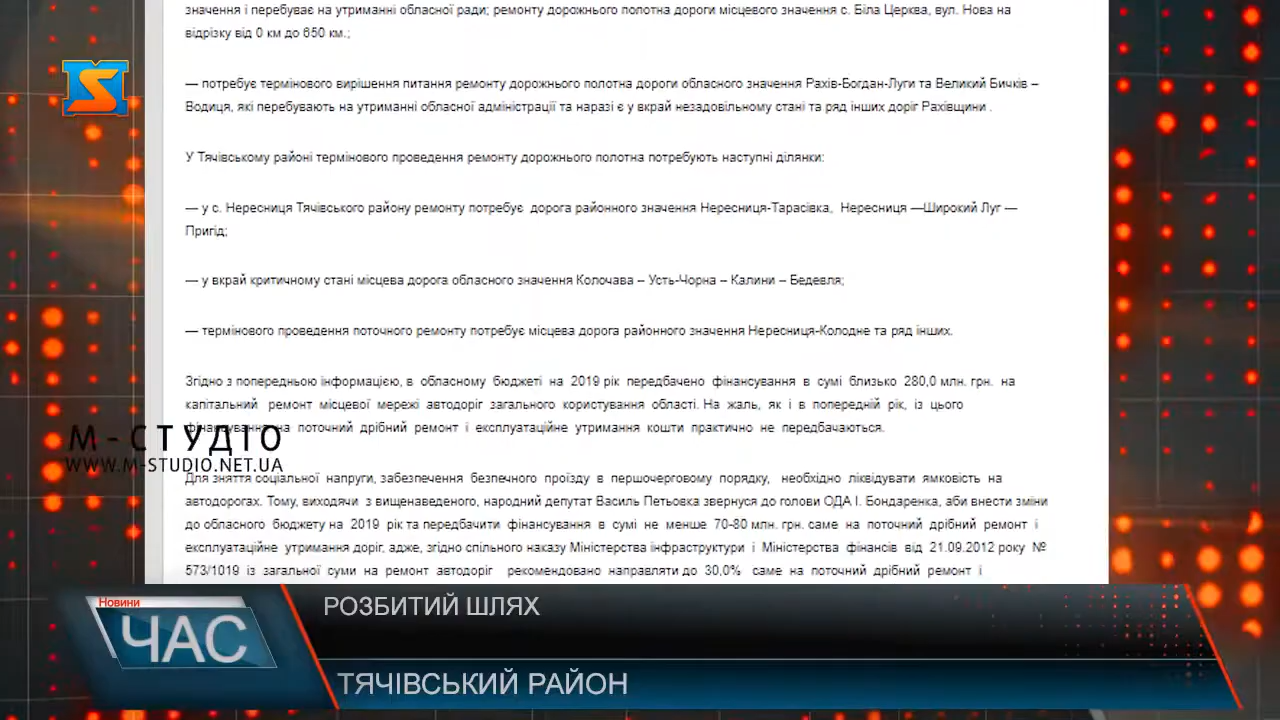 значення і перебуває на утриманні обласної ради; ремонту дорожнього полотна дороги місцевого значення с. Біла Церква, вул. Нова на
відрізку від 0 км до 650 км.;
— потребує термінового вирішення питання ремонту дорожнього полотна дороги обласного значення Рахів-Богдан-Луги та Великий Бичків –
Водиця, які перебувають на утриманні обласної адміністрації та наразі є у вкрай незадовільному стані та ряд інших доріг Рахівщини .
У Тячівському районі термінового проведення ремонту дорожнього полотна потребують наступні ділянки:
— у с. Нересниця Тячівського району ремонту потребує дорога районного значення Нересниця-Тарасівка, Нересниця —Широкий Луг —
Пригід;
— у вкрай критичному стані місцева дорога обласного значення Колочава – Усть-Чорна – Калини – Бедевля;
— термінового проведення поточного ремонту потребує місцева дорога районного значення Нересниця-Колодне та ряд інших.
Згідно з попередньою інформацією, в обласному бюджеті на 2019 рік передбачено фінансування в сумі близько 280,0 млн. грн. на
капітальний ремонт місцевої мережі автодоріг загального користування області. На жаль, як і в попередній рік, із цього
фінансування на поточний дрібний ремонт і експлуатаційне утримання кошти практично не передбачаються.
М-СТУДІО
WWW.M-STUDIO.NET.UA
Для зняття соціальної напруги, забезпечення безпечного проїзду в першочерговому порядку, необхідно ліквідувати ямковість на
автодорогах. Тому, виходячи з вищенаведеного, народний депутат Василь Петьовка звернуся до голови ОДА І. Бондаренка, аби внести зміни
до обласного бюджету на 2019 рік та передбачити фінансування в сумі не менше 70-80 млн. грн. саме на поточний дрібний ремонт і
експлуатаційне утримання доріг, адже, згідно спільного наказу Міністерства інфраструктури і Міністерства фінансів від 21.09.2012 року №
573/1019 із загальної суми на ремонт автодоріг рекомендовано направляти до 30,0% саме на поточний дрібний ремонт і
Новини
ЧАС
РОЗБИТИЙ ШЛЯХ
ТЯЧІВСЬКИЙ РАЙОН